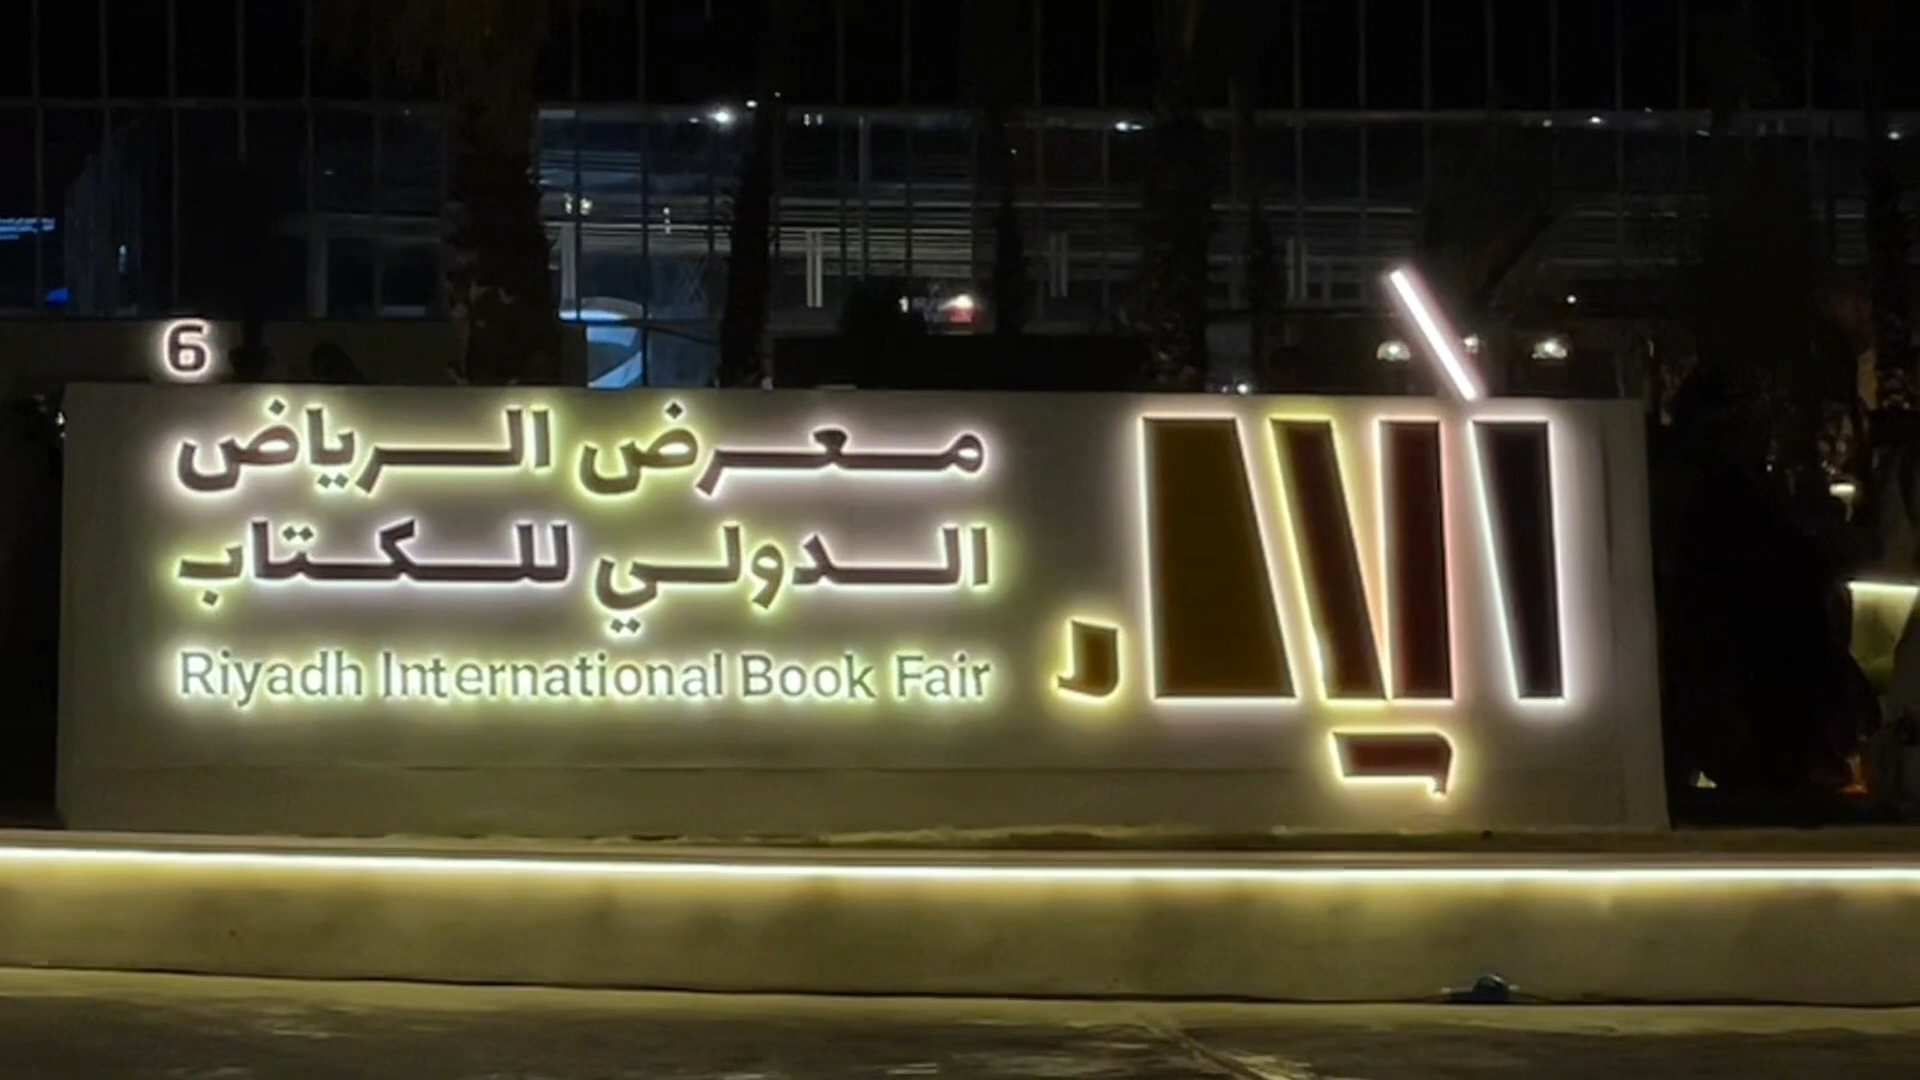 6
معرض الرياض
الدولي للكتاب
Riyadh International Book Fair